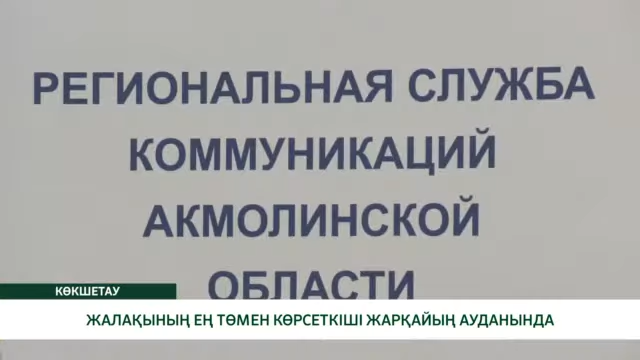 РЕГИОНАЛЬНАЯ СЛУЖБА
КОММУНИКАЦИЙ
АКМОЛИНСКОЙ
ОБЛАСТИ
КӨКШЕТАУ
ЖАЛАҚЫНЫҢ ЕҢ ТӨМЕН КӨРСЕТКІШІ ЖАРҚАЙЫҢ АУДАНЫНДА